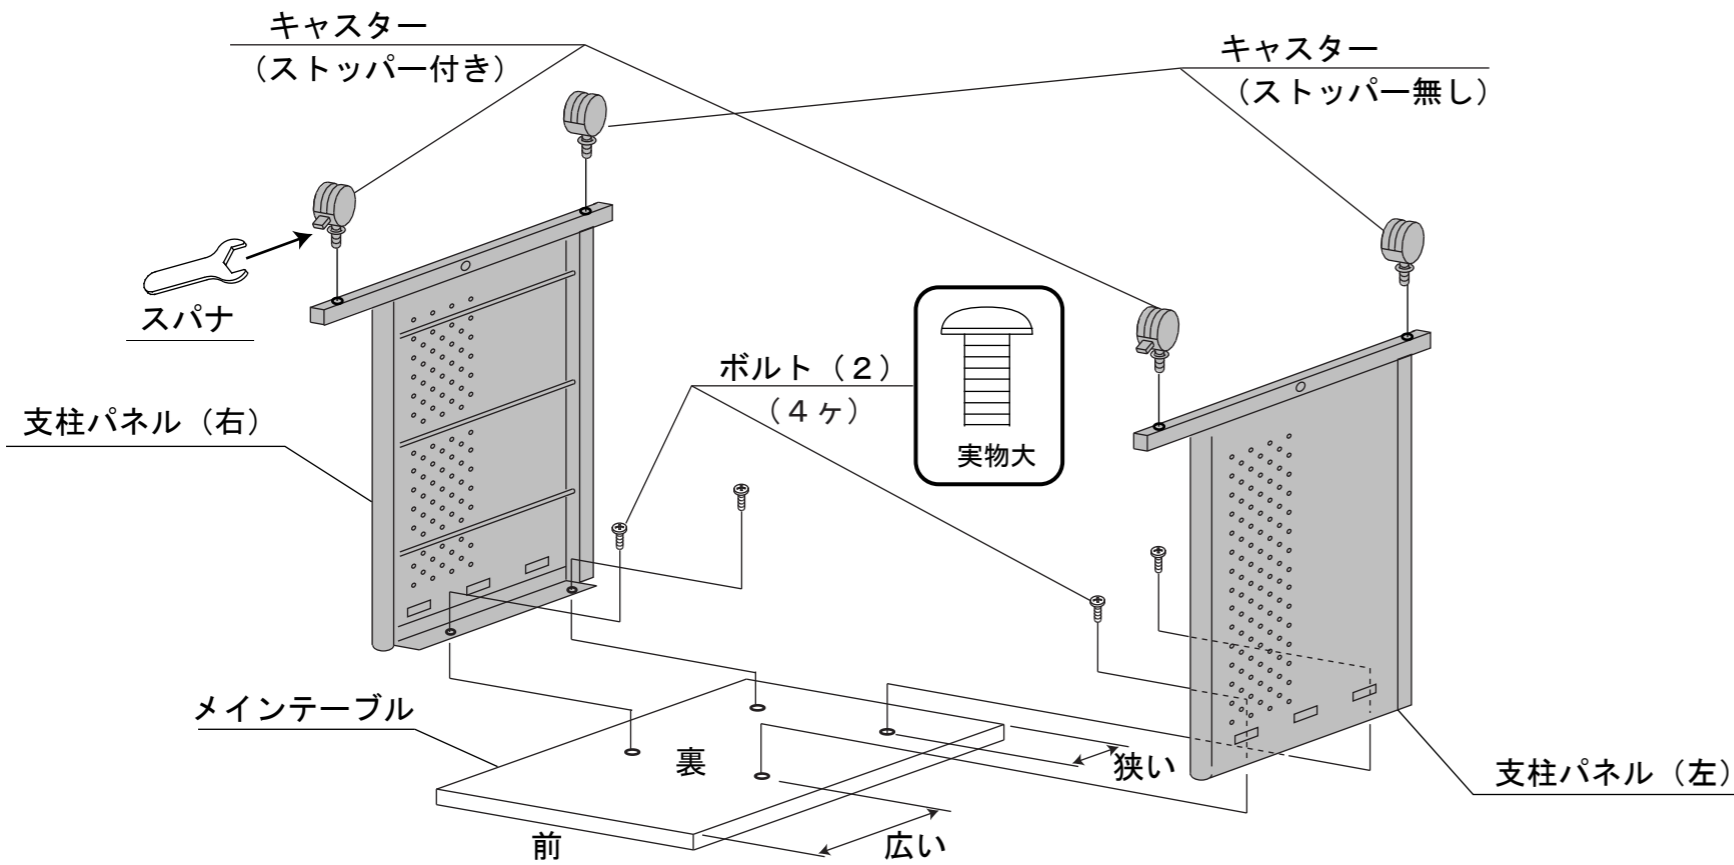 キャスター
（ストッパー付き）
キャスター
（ストッパー無し）
スパナ
ボルト（２）
（４ヶ）
実物大
支柱パネル（右）
メインテーブル
裏
狭い
支柱パネル（左）
前
広い